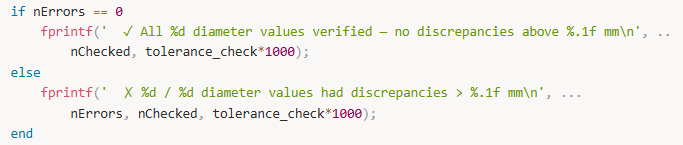 if nErrors == 0
    fprintf('  ✓ All %d diameter values verified — no discrepancies above %.1f mm\n', ..
        nChecked, tolerance_check*1000);
else
    fprintf('  ✗ %d / %d diameter values had discrepancies > %.1f mm\n', ...
        nErrors, nChecked, tolerance_check*1000);
end